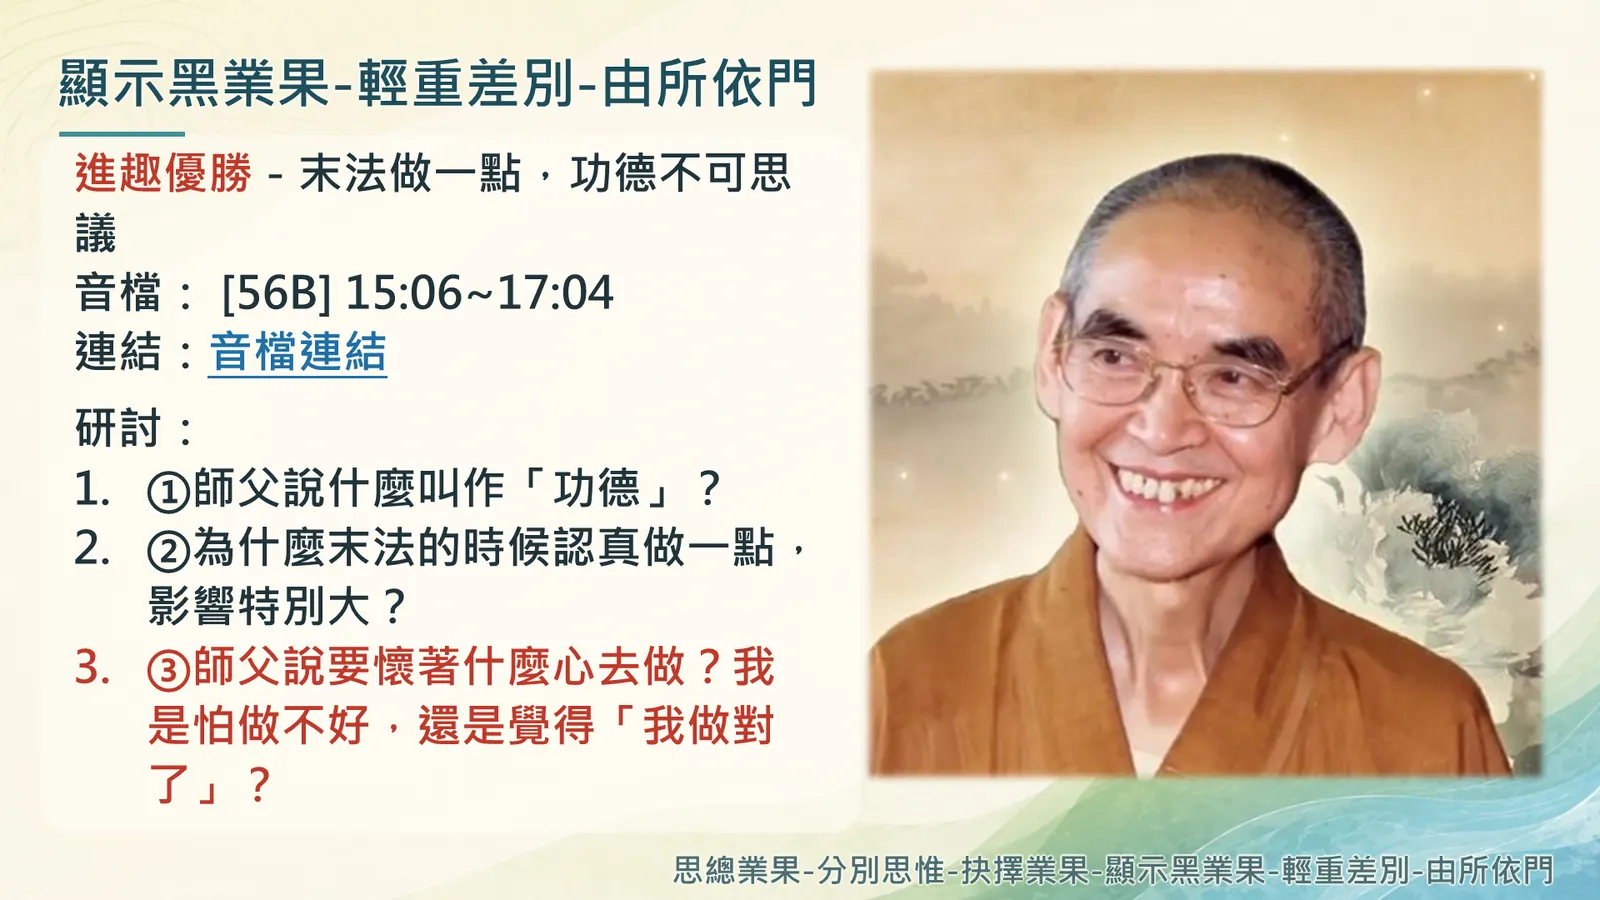 顯示黑業果-輕重差別-由所依門
進趣優勝 - 末法做一點，功德不可思
議
音檔： [56B] 15:06~17:04
連結：音檔連結
研討：
1. ①師父說什麼叫作「功德」？
2. ②為什麼末法的時候認真做一點，
影響特別大？
3. ③師父說要懷著什麼心去做？我
是怕做不好，還是覺得「我做對
了」？
思總業果-分別思惟-抉擇業果-顯示黑業果-輕重差別-由所依門